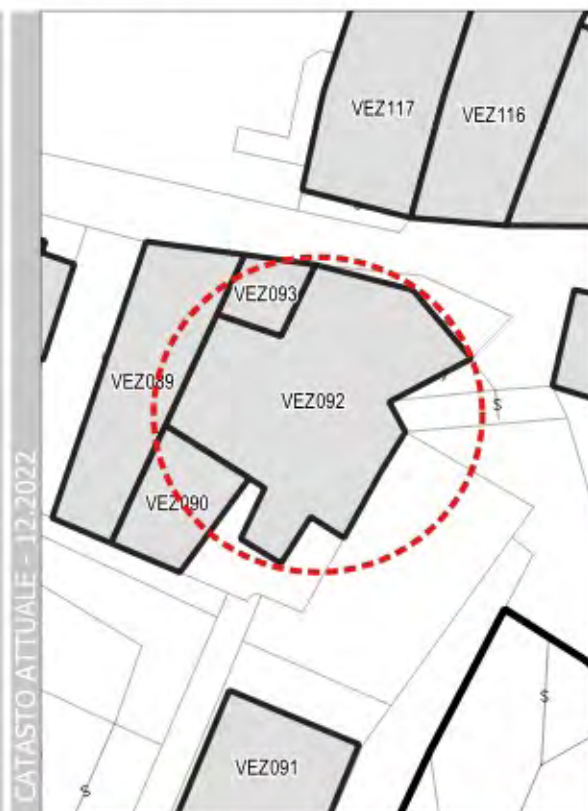 CATASTO ATTUALE - 12.2022
VEZ117
VEZ116
VEZ093
VEZ089
VEZ092
S
VEZ090
S
VEZ091
S